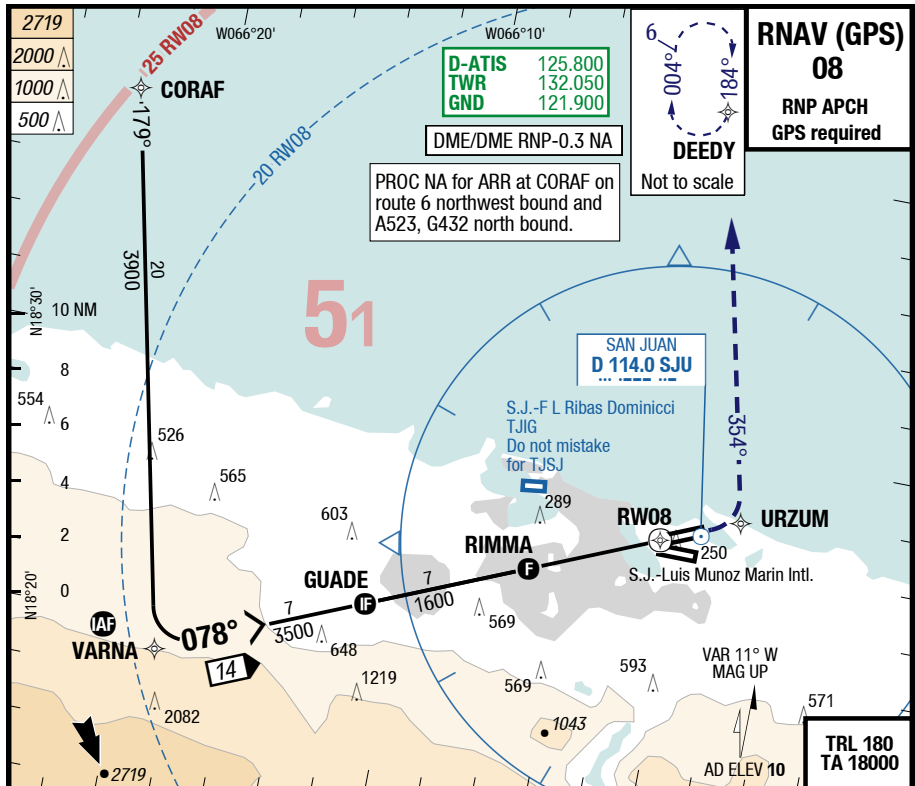 2719
2000
1000
500
25 RW08
W066°20'
W066°10'
CORAF
179°
D-ATIS 125.800
TWR 132.050
GND 121.900
DME/DME RNP-0.3 NA
PROC NA for ARR at CORAF on
route 6 northwest bound and
A523, G432 north bound.
6
004°
184°
DEEDY
Not to scale
RNAV (GPS)
08
RNP APCH
GPS required
20 RW08
3900
20
51
N18°30'
10 NM
8
6
4
2
0
N18°20'
554
526
565
603
SAN JUAN
D 114.0 SJU
S.J.-F L Ribas Dominicci
TJIG
Do not mistake
for TJSJ
289
354°
RW08
URZUM
250
S.J.-Luis Munoz Marin Intl.
RIMMA
F
GUADE
IF
7
1600
7
3500
078°
14
IAF
VARNA
648
569
569
593
1219
2082
1043
2719
VAR 11° W
MAG UP
571
AD ELEV 10
TRL 180
TA 18000